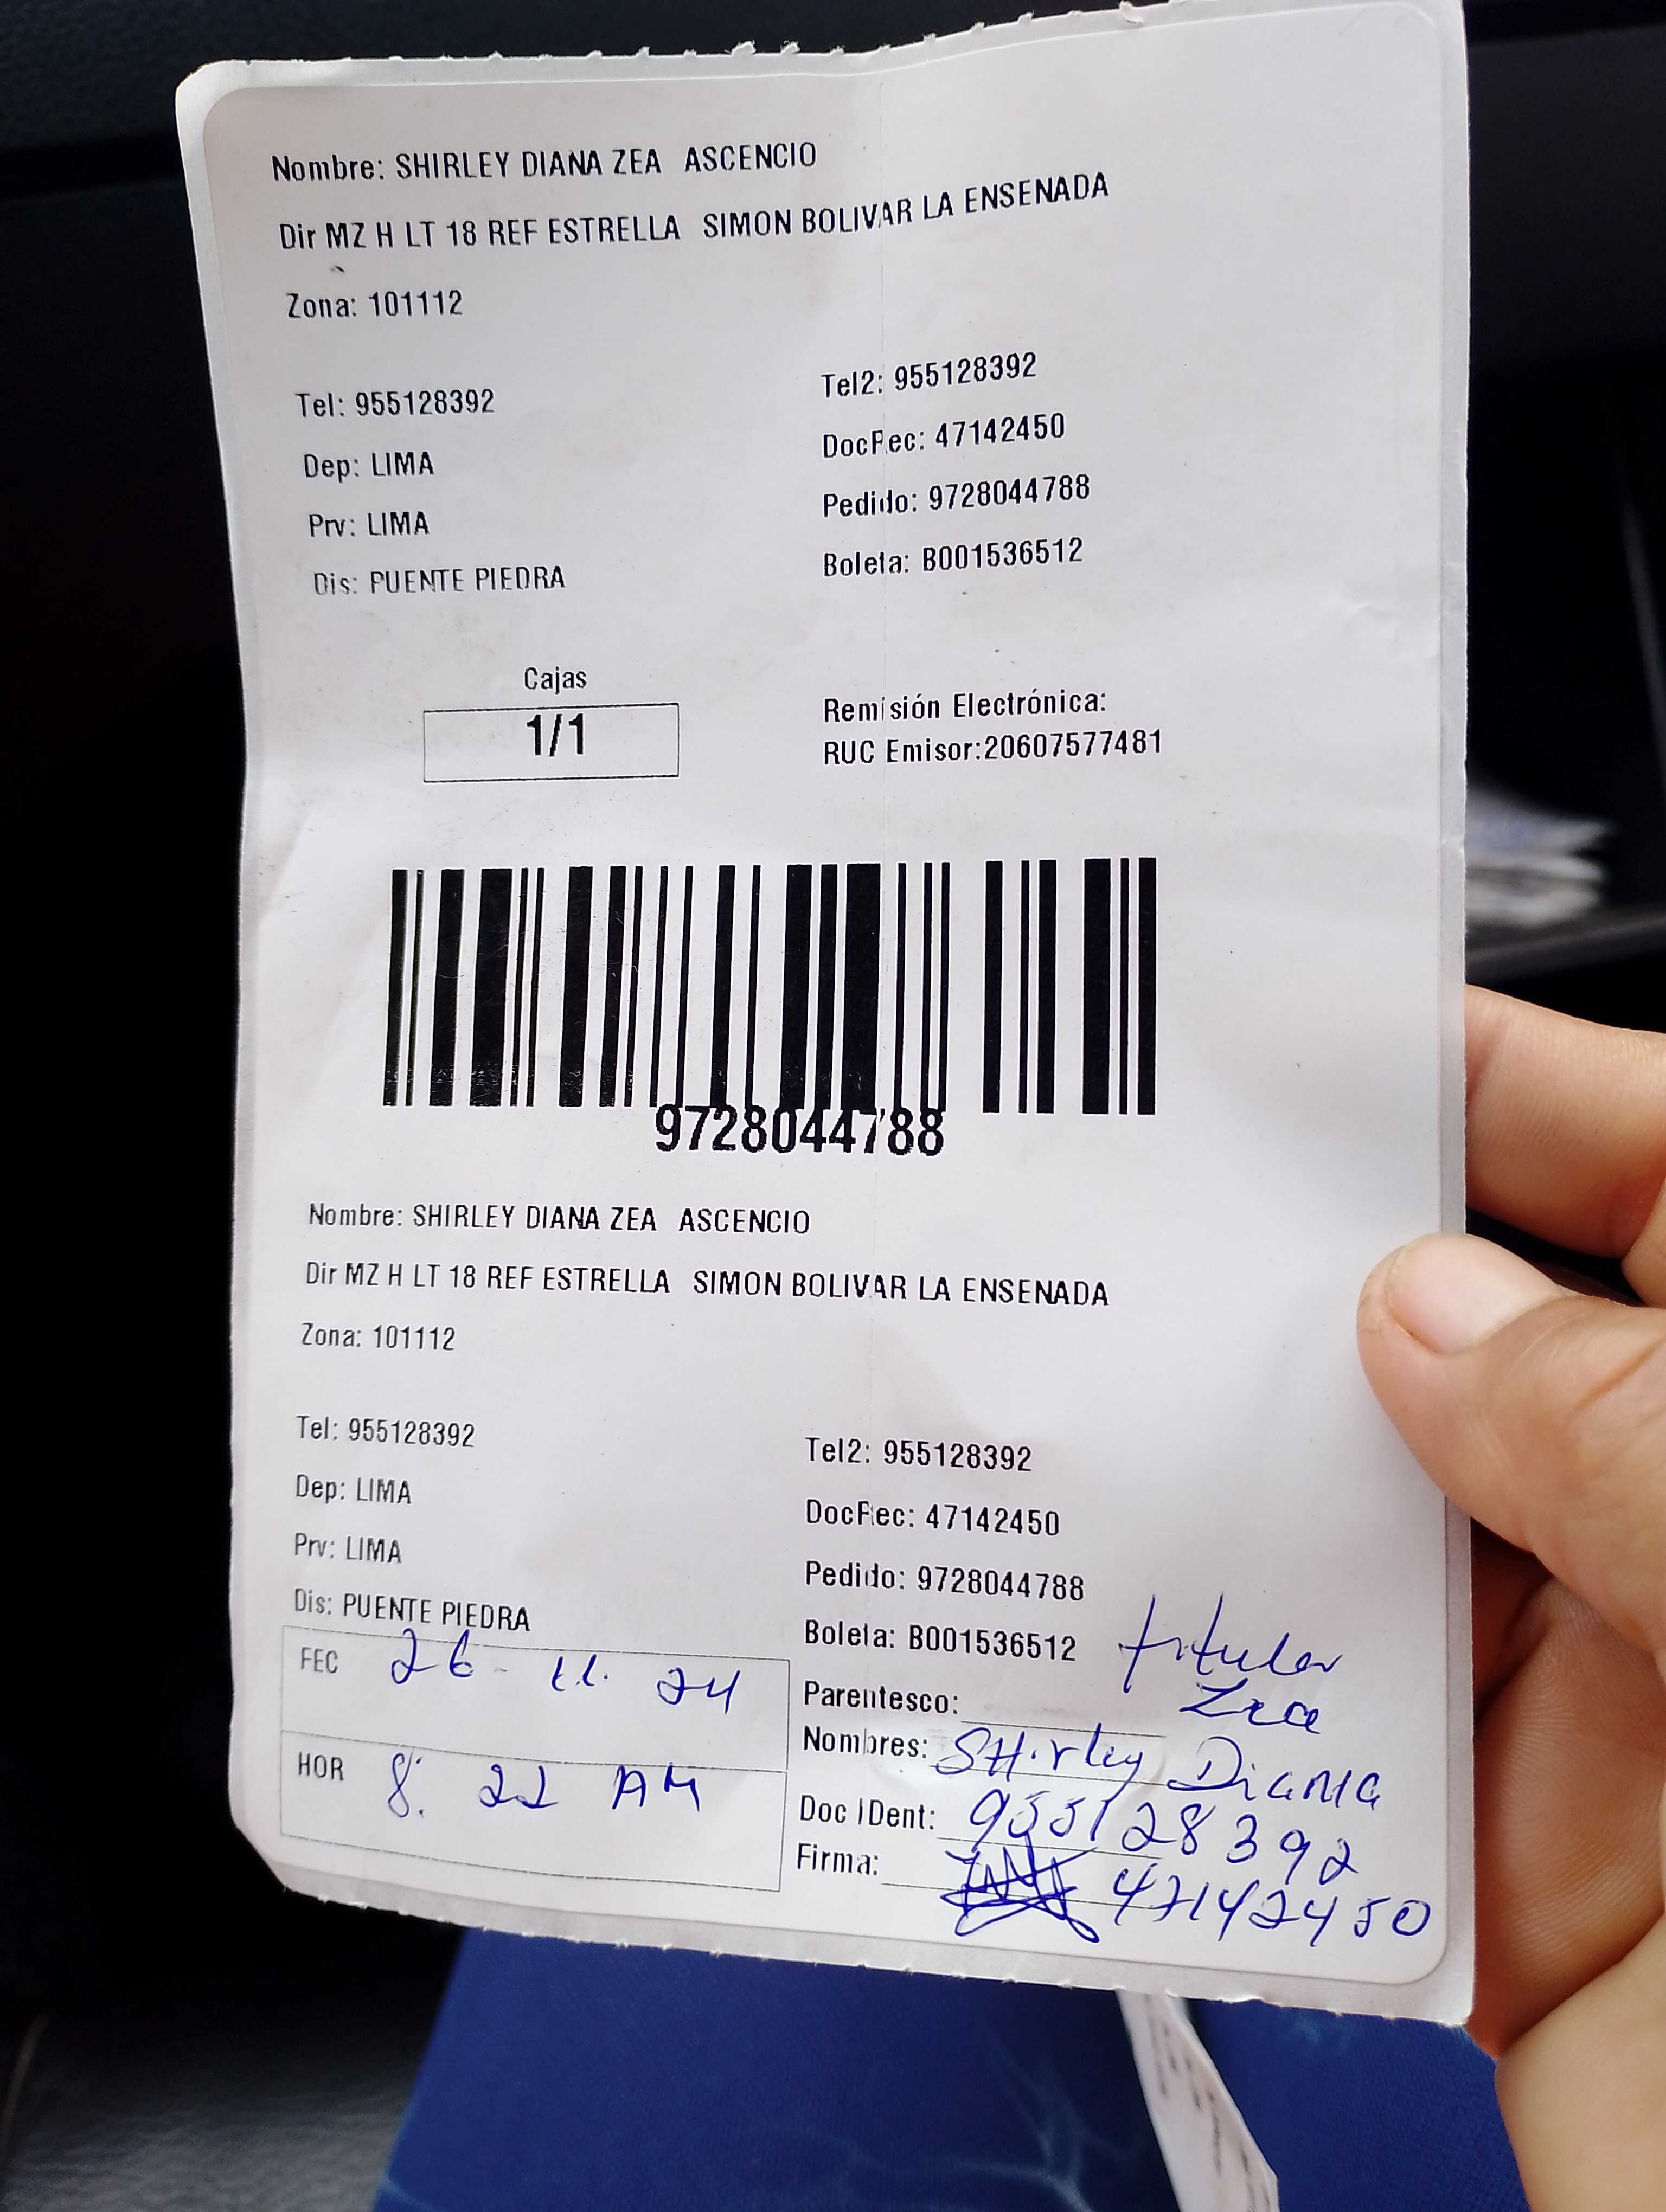 Nombre: SHIRLEY DIANA ZEA ASCENCIO
Dir MZ H LT 18 REF ESTRELLA SIMON BOLIVAR LA ENSENADA
Zona: 101112
Tel: 955128392
Tel2: 955128392
Dep: LIMA
DocRec: 47142450
Prv: LIMA
Pedido: 9728044788
Dis: PUENTE PIEDRA
Boleta: B001536512
Cajas
1/1
Remisión Electrónica:
RUC Emisor:20607577481
9728044788
Nombre: SHIRLEY DIANA ZEA ASCENCIO
Dir MZ H LT 18 REF ESTRELLA SIMON BOLIVAR LA ENSENADA
Zona: 101112
Tel: 955128392
Tel2: 955128392
Dep: LIMA
DocRec: 47142450
Prv: LIMA
Pedido: 9728044788
Dis: PUENTE PIEDRA
Boleta: B001536512
FEC 26-11.24
HOR 8:22 AM
Parentesco: titular
Zea
Nombres: SHirley Diana
Doc IDent: 955128392
Firma: 47142450